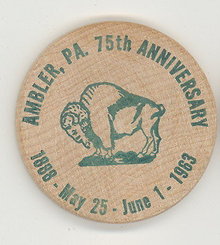 AMBLER, PA. 75th ANNIVERSARY
1888 - May 25 - June 1 - 1963